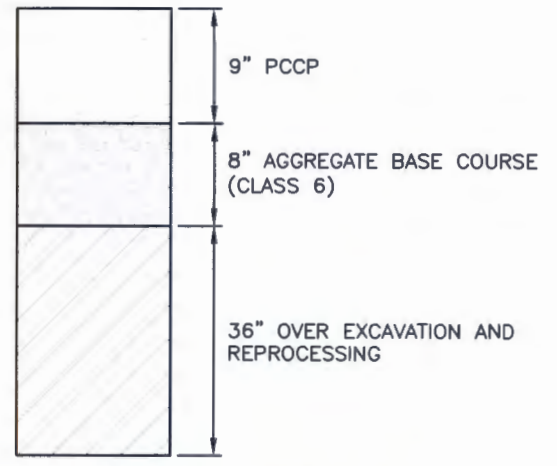 9" PCCP
8" AGGREGATE BASE COURSE
(CLASS 6)
36" OVER EXCAVATION AND
REPROCESSING